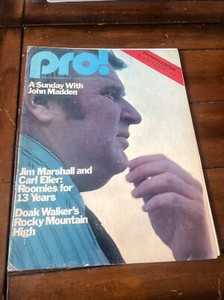 pro!
A Sunday With
John Madden
Jim Marshall and
Carl Eller:
Roomies for
13 Years
Doak Walker's
Rocky Mountain
High